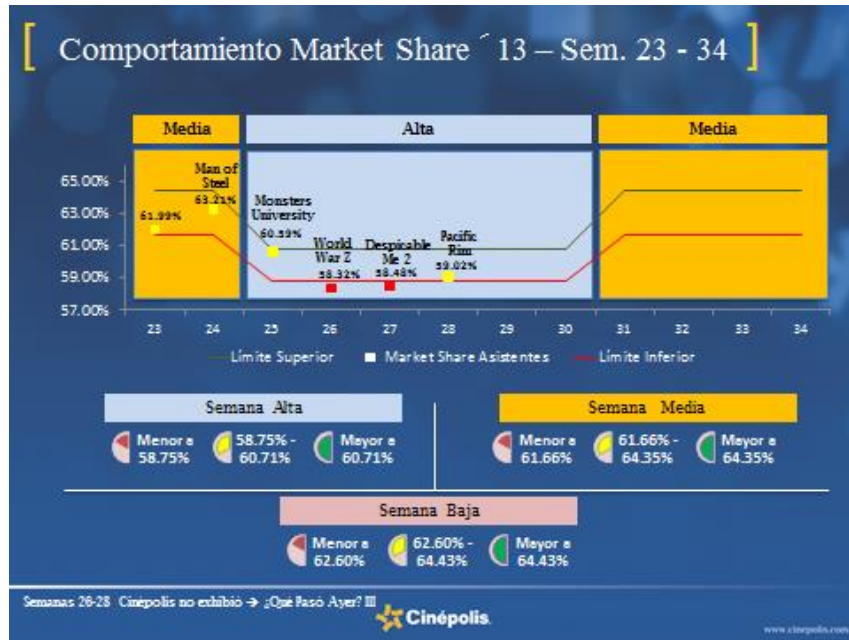 [ Comportamiento Market Share ´ 13 – Sem. 23 - 34 ]
Media Alta Media
65.00%
63.00%
61.00%
59.00%
57.00%
61.99%
Man of
Steel
63.21%
Monsters
University
60.59%
World
War Z
58.32%
Despicable
Me 2
58.48%
Pacific
Rim
59.02%
23 24 25 26 27 28 29 30 31 32 33 34
Límite Superior Market Share Asistentes Límite Inferior
Semana Alta
Menor a
58.75%
58.75% -
60.71%
Mayor a
60.71%
Semana Media
Menor a
61.66%
61.66% -
64.35%
Mayor a
64.35%
Semana Baja
Menor a
62.60%
62.60% -
64.43%
Mayor a
64.43%
Semanas 26-28 Cinépolis no exhibió → ¿Qué Pasó Ayer? III
Cinépolis.
www.cinepolis.com